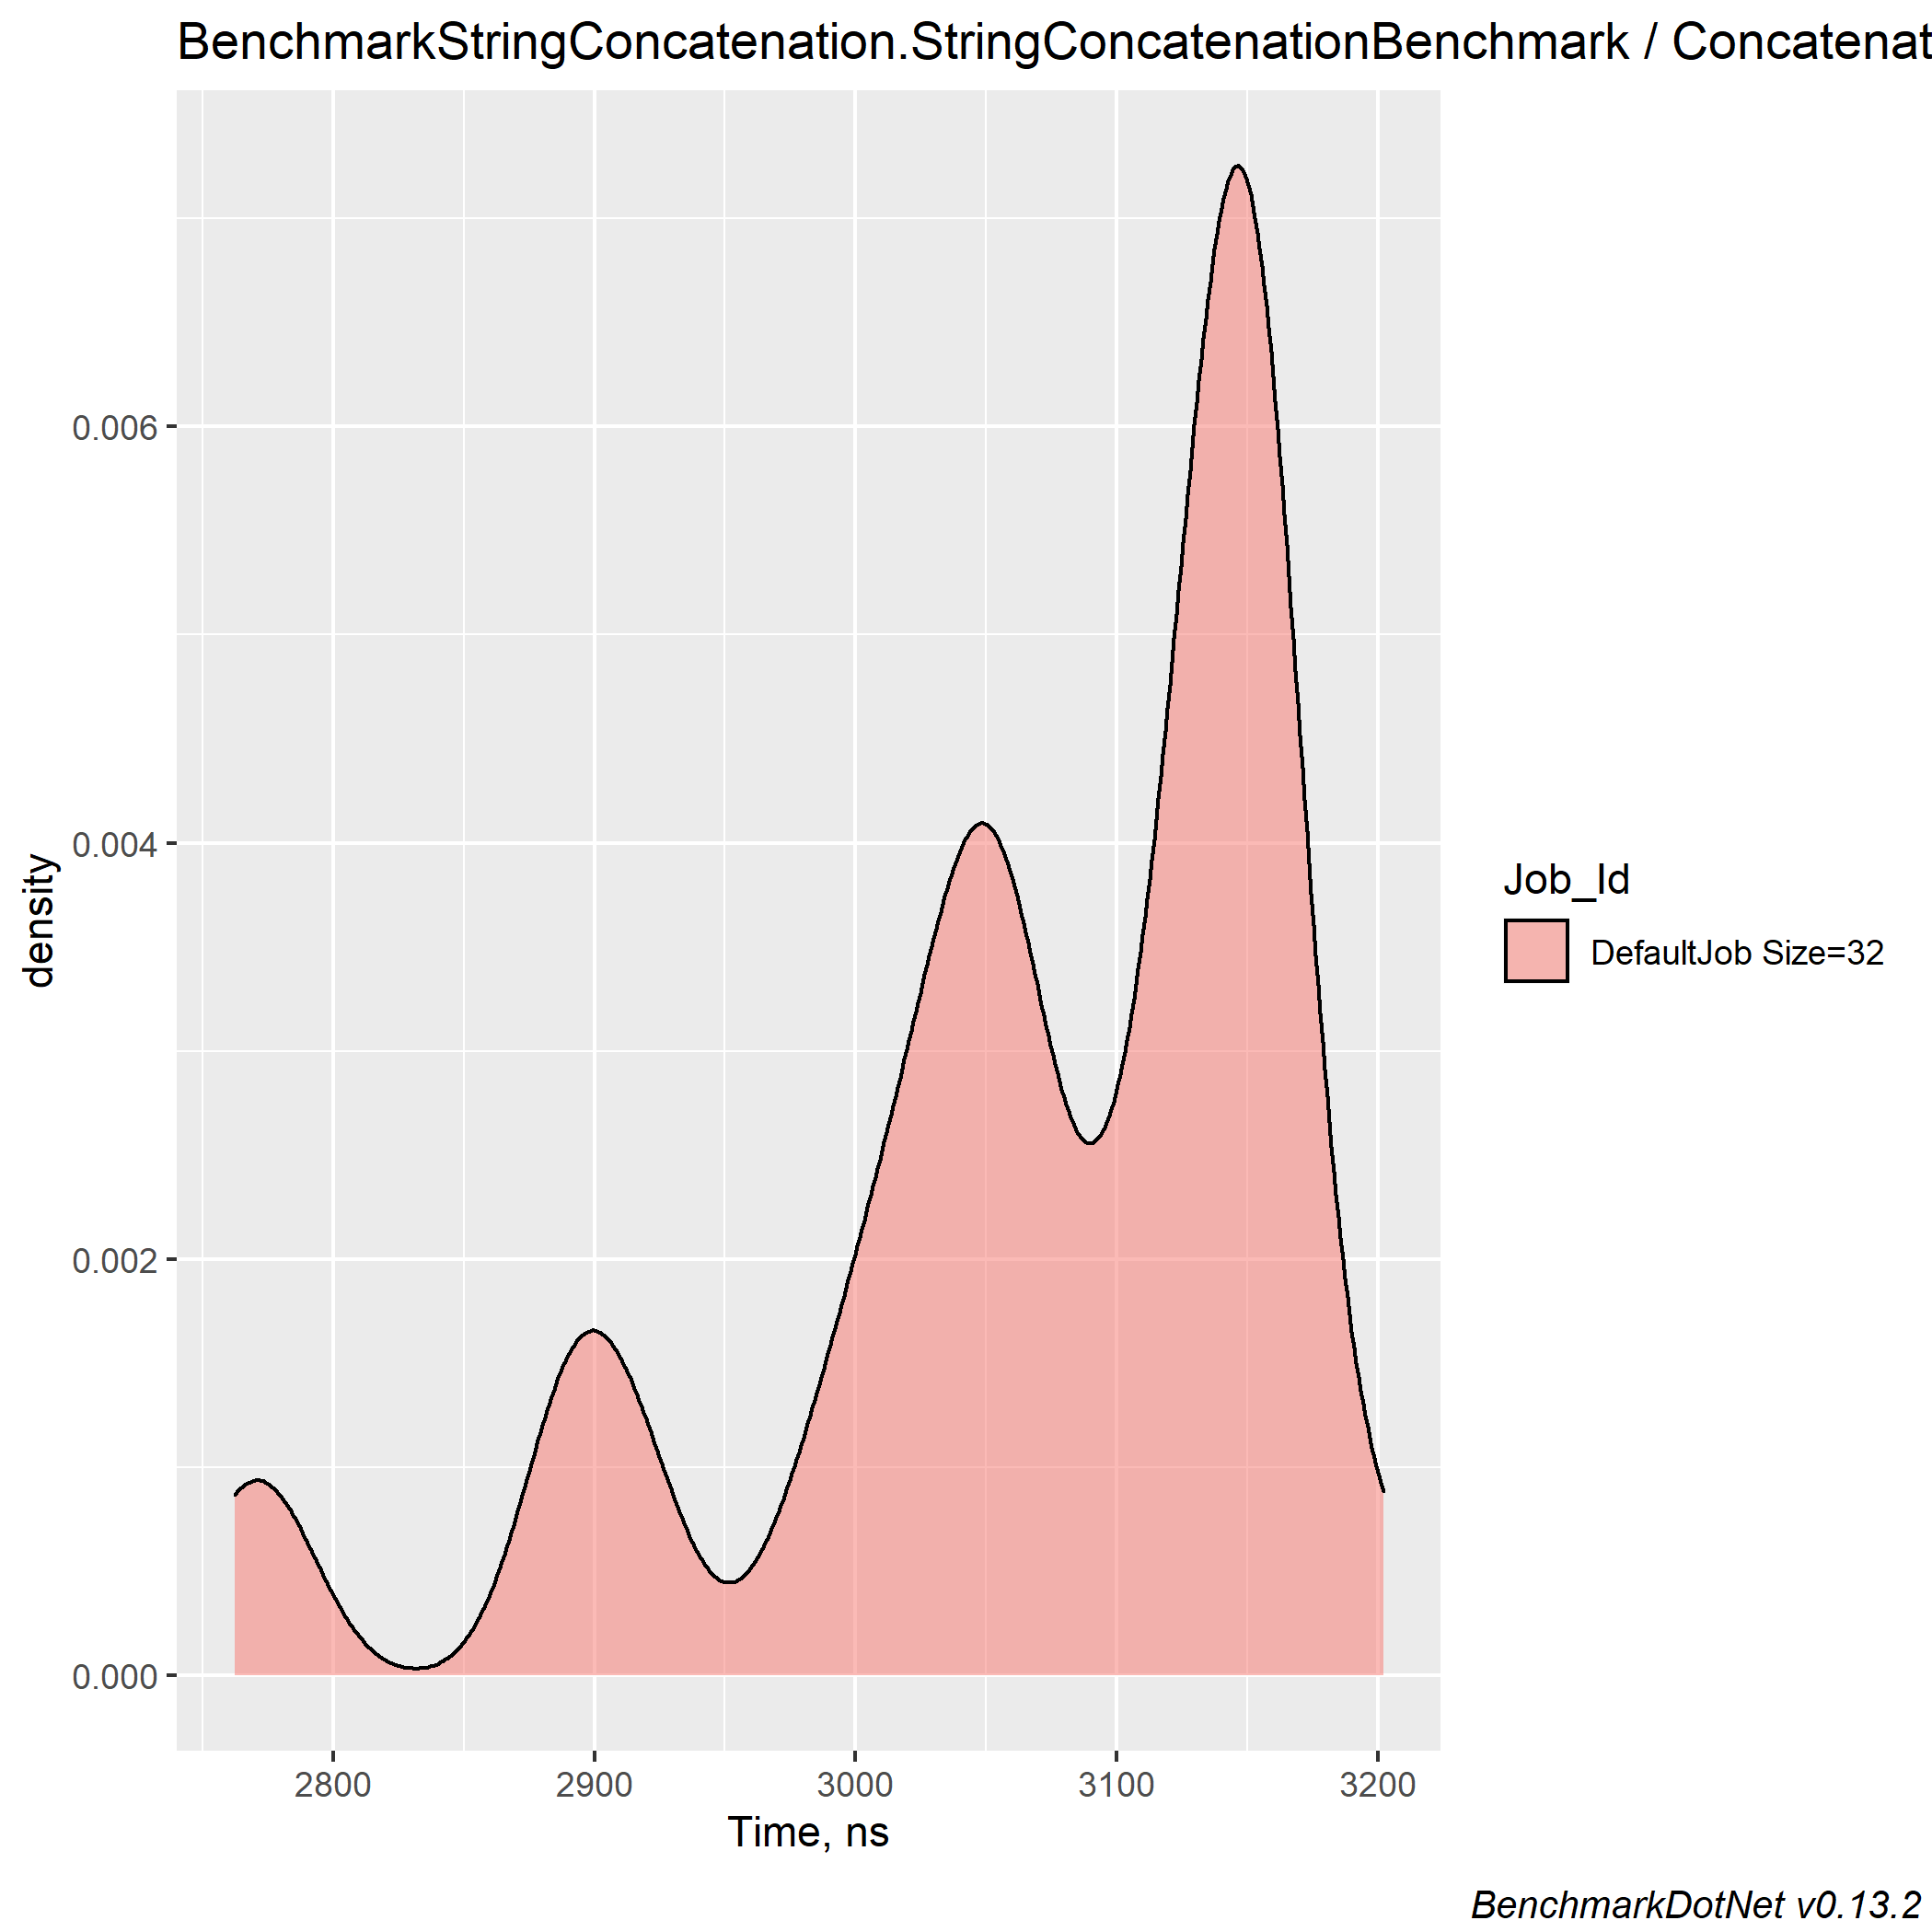 BenchmarkStringConcatenation.StringConcatenationBenchmark / Concatenat
0.006
0.004
0.002
0.000
density
2800 2900 3000 3100 3200
Time, ns
Job_Id
DefaultJob Size=32
BenchmarkDotNet v0.13.2